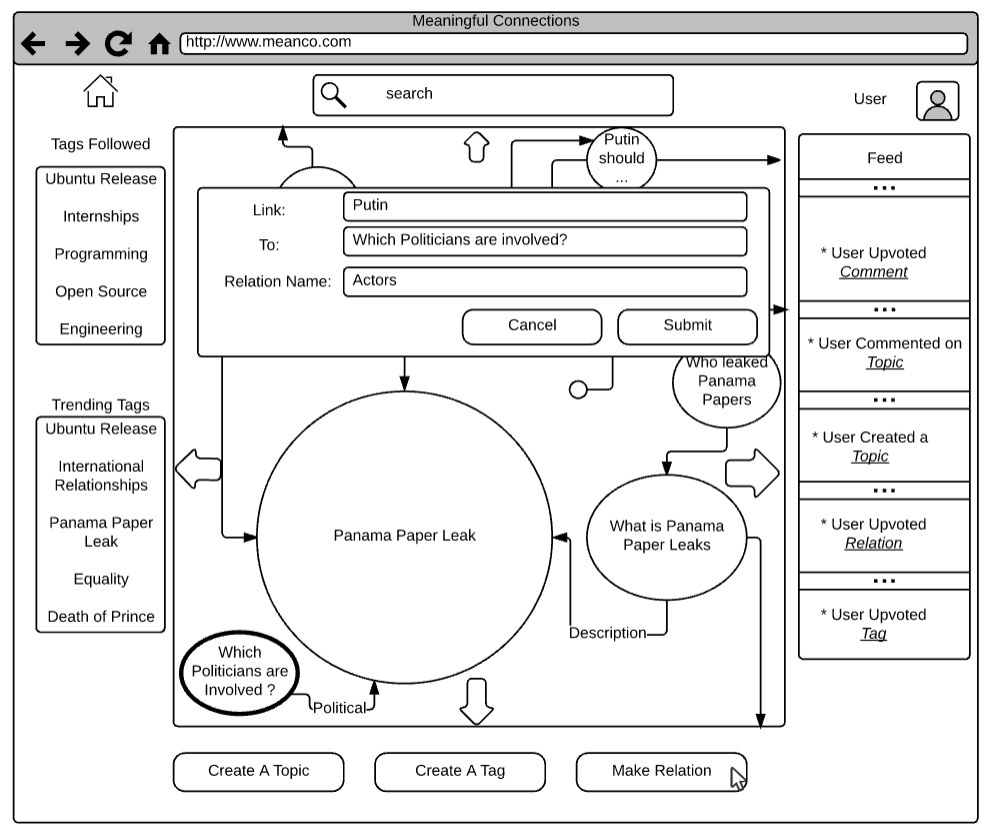 Meaningful Connections
http://www.meanco.com
search
User
Tags Followed
Ubuntu Release
Internships
Programming
Open Source
Engineering
Trending Tags
Ubuntu Release
International
Relationships
Panama Paper
Leak
Equality
Death of Prince
Putin
should
...
Link:
Putin
To:
Which Politicians are involved?
Relation Name:
Actors
Cancel
Submit
Who leaked
Panama
Papers
Panama Paper Leak
What is Panama
Paper Leaks
Description
Which
Politicians are
Involved ?
Political
Feed
...
* User Upvoted
Comment
...
* User Commented on
Topic
...
* User Created a
Topic
...
* User Upvoted
Relation
...
* User Upvoted
Tag
Create A Topic
Create A Tag
Make Relation